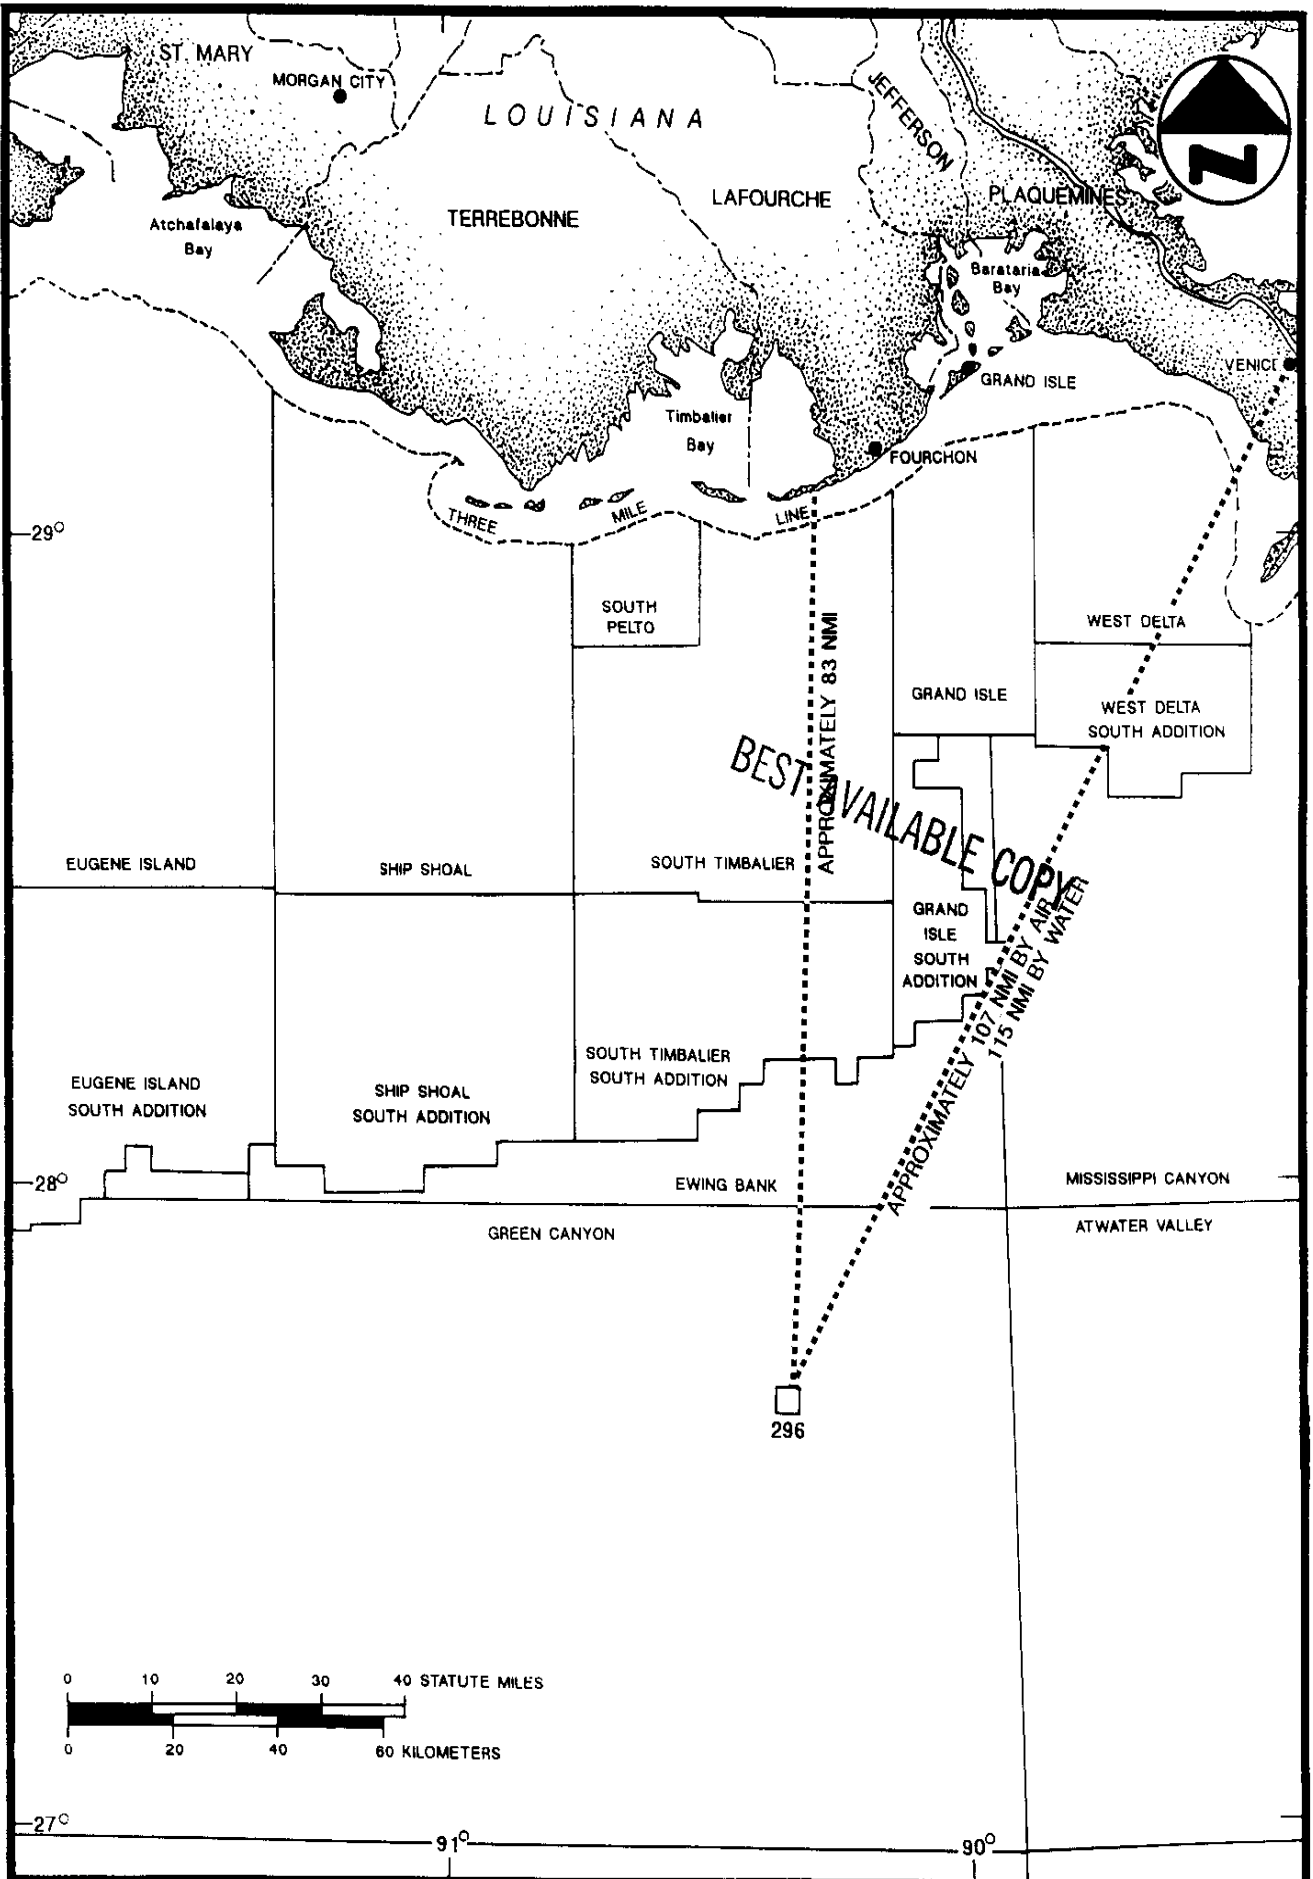 ST. MARY
MORGAN CITY
LOUISIANA
JEFFERSON
N
LAFOURCHE
PLAQUEMINES
TERREBONNE
Atchafalaya
Bay
Barataria
Bay
VENICE
GRAND ISLE
Timbalier
Bay
FOURCHON
THREE
MILE
LINE
29°
SOUTH
PELTO
WEST DELTA
APPROXIMATELY 83 NMI
GRAND ISLE
WEST DELTA
SOUTH ADDITION
BEST AVAILABLE COPY
EUGENE ISLAND
SHIP SHOAL
SOUTH TIMBALIER
GRAND
ISLE
SOUTH
ADDITION
APPROXIMATELY 107 NMI BY AIR
115 NMI BY WATER
SOUTH TIMBALIER
SOUTH ADDITION
EUGENE ISLAND
SOUTH ADDITION
SHIP SHOAL
SOUTH ADDITION
28°
EWING BANK
MISSISSIPPI CANYON
GREEN CANYON
ATWATER VALLEY
296
0 10 20 30 40 STATUTE MILES
0 20 40 60 KILOMETERS
27°
91°
90°